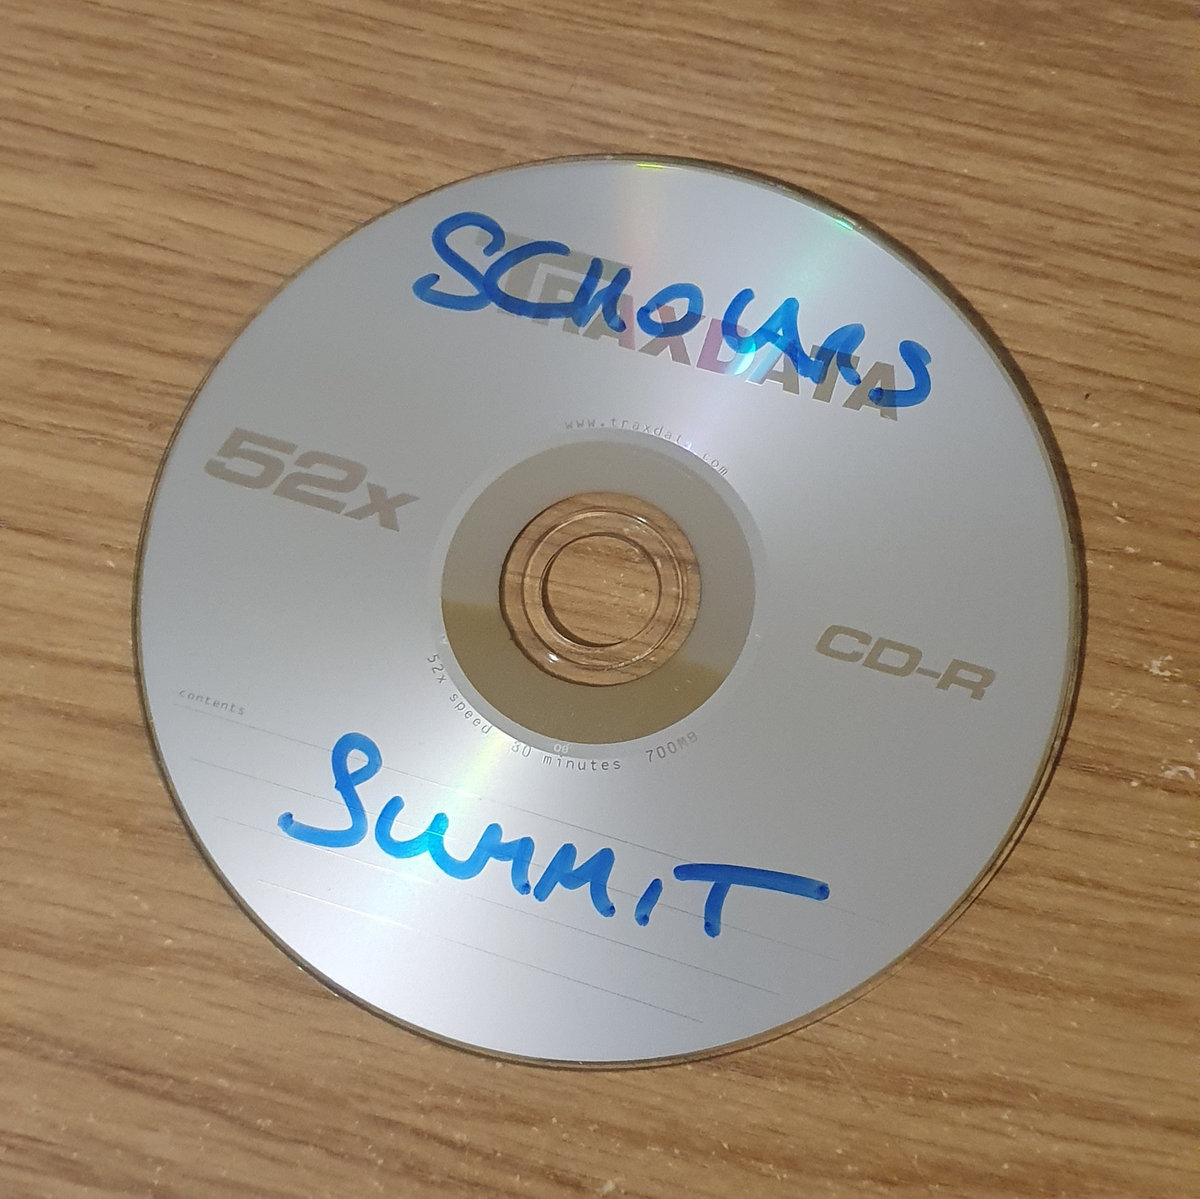 SCHOLARS
TRAXDATA
www.traxdata.com
52x
CD-R
contents
52x speed 80 minutes 700MB
SUMMIT